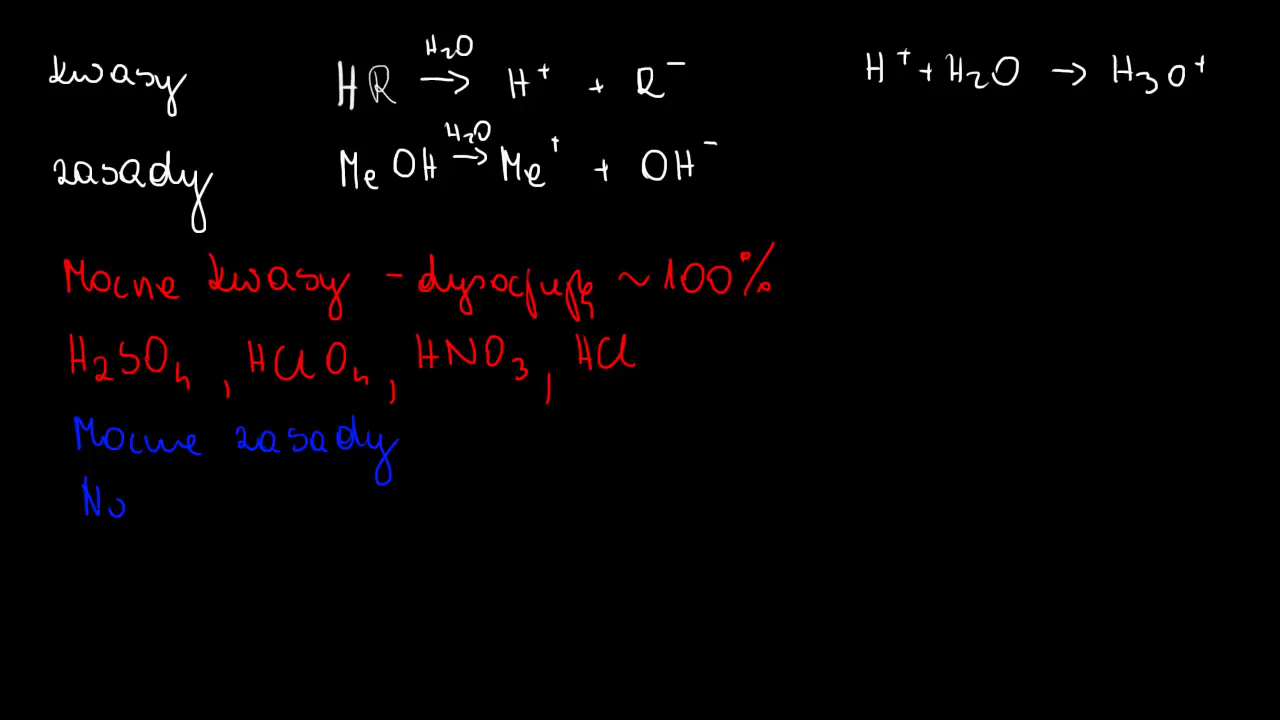 kwasy HR →(H₂O) H⁺ + R⁻ H⁺ + H₂O → H₃O⁺
zasady MeOH →(H₂O) Me⁺ + OH⁻
Mocne kwasy - dysocjują ~100%
H₂SO₄, HClO₄, HNO₃, HCl
Mocne zasady
Na